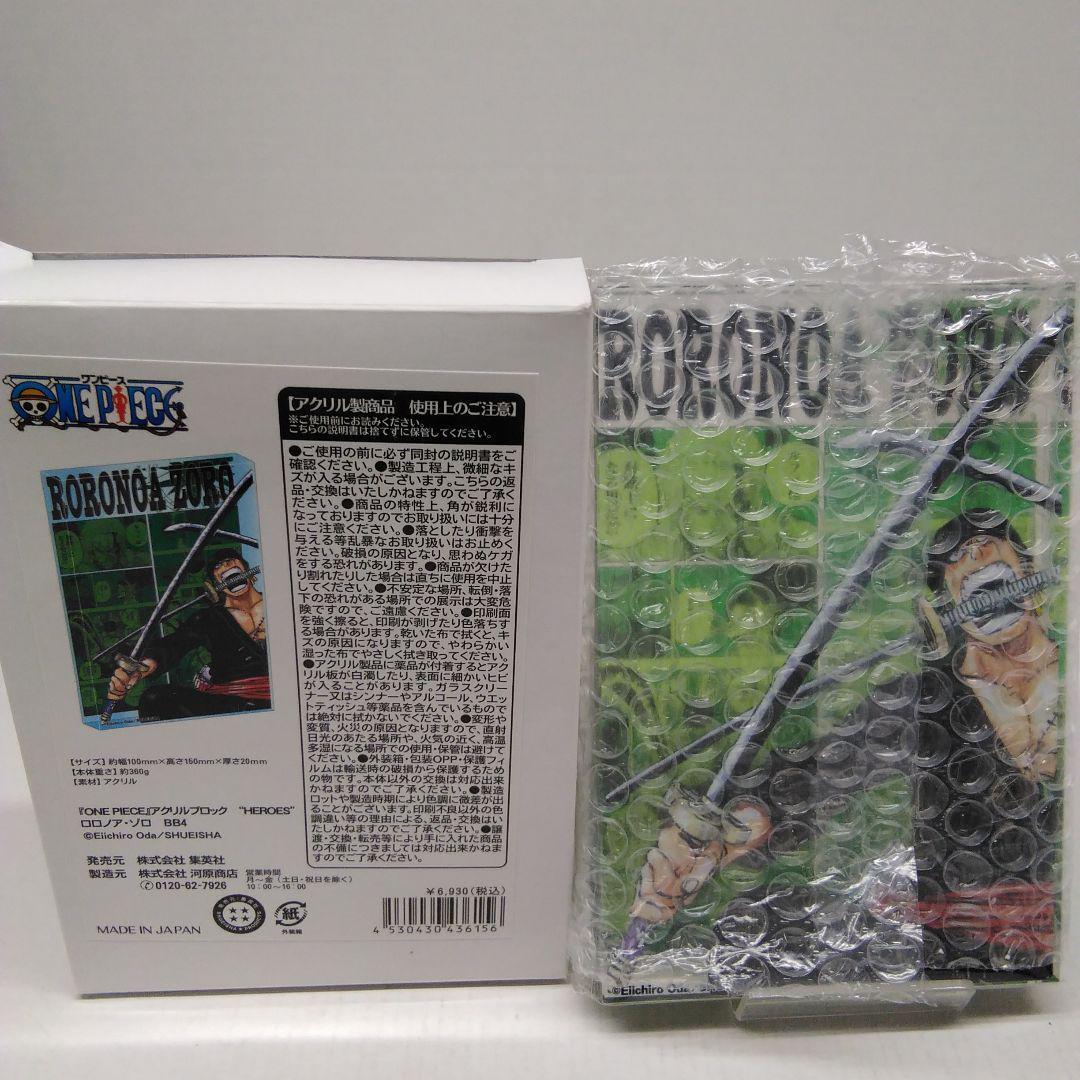 ワンピース
ONE PIECE
RORONOA ZORO
【サイズ】約幅100mm×高さ150mm×厚さ20mm
【本体重さ】約360g
【素材】アクリル
『ONE PIECE』アクリルブロック "HEROES"
ロロノア・ゾロ BB4
©Eiichiro Oda/SHUEISHA
発売元 株式会社 集英社
製造元 株式会社 河原商店
営業時間
月〜金(土日・祝日を除く)
10:00〜16:00
0120-62-7926
MADE IN JAPAN
紙
外装箱
【アクリル製商品 使用上のご注意】
※ご使用前にお読みください。
こちらの説明書は捨てずに保管してください。
●ご使用の前に必ず同封の説明書をご
確認ください。●製造工程上、微細なキ
ズが入る場合がございます。こちらの返
品・交換はいたしかねますのでご了承く
ださい。●商品の特性上、角が鋭利に
なっておりますのでお取り扱いには十分
にご注意ください。●落としたり衝撃を
与える等乱暴なお取り扱いはお止めく
ださい。破損の原因となり、思わぬケガ
をする恐れがあります。●商品が欠けた
り割れたりした場合は直ちに使用を中止
してください。●不安定な場所、転倒・落
下の恐れがある場所での展示は大変危
険ですので、ご遠慮ください。●印刷面
を強く擦ると、印刷が剥げたり色落ちす
る場合があります。乾いた布で拭くと、キ
ズの原因になりますので、やわらかい
湿った布でやさしく拭き取ってください。
●アクリル製品に薬品が付着するとアク
リル板が白濁したり、表面に細かいヒビ
が入ることがあります。ガラスクリー
ナー又はシンナーやアルコール、ウエッ
トティッシュ等薬品を含んでいるもので
は絶対に拭かないでください。●変形や
変質、火災の原因となりますので、直射
日光のあたる場所や、火気の近く、高温
多湿になる場所での使用・保管は避けて
ください。●外装箱・包装OPP・保護フィ
ルムは輸送時の破損から保護するため
の物です。本体以外の交換は対応出来
かねますのでご了承ください。●製造
ロットや製造時期により色調に微差が出
ることがございます。印刷不良以外の色
調違い等の理由による、返品・交換はい
たしかねますのでご了承ください。●譲
渡・交換・転売等により手に入れた商品
の不備につきましては対応出来かねま
すのでご了承ください。
￥6,930(税込)
4 530430 436156
RORONO
©Eiichiro Oda/